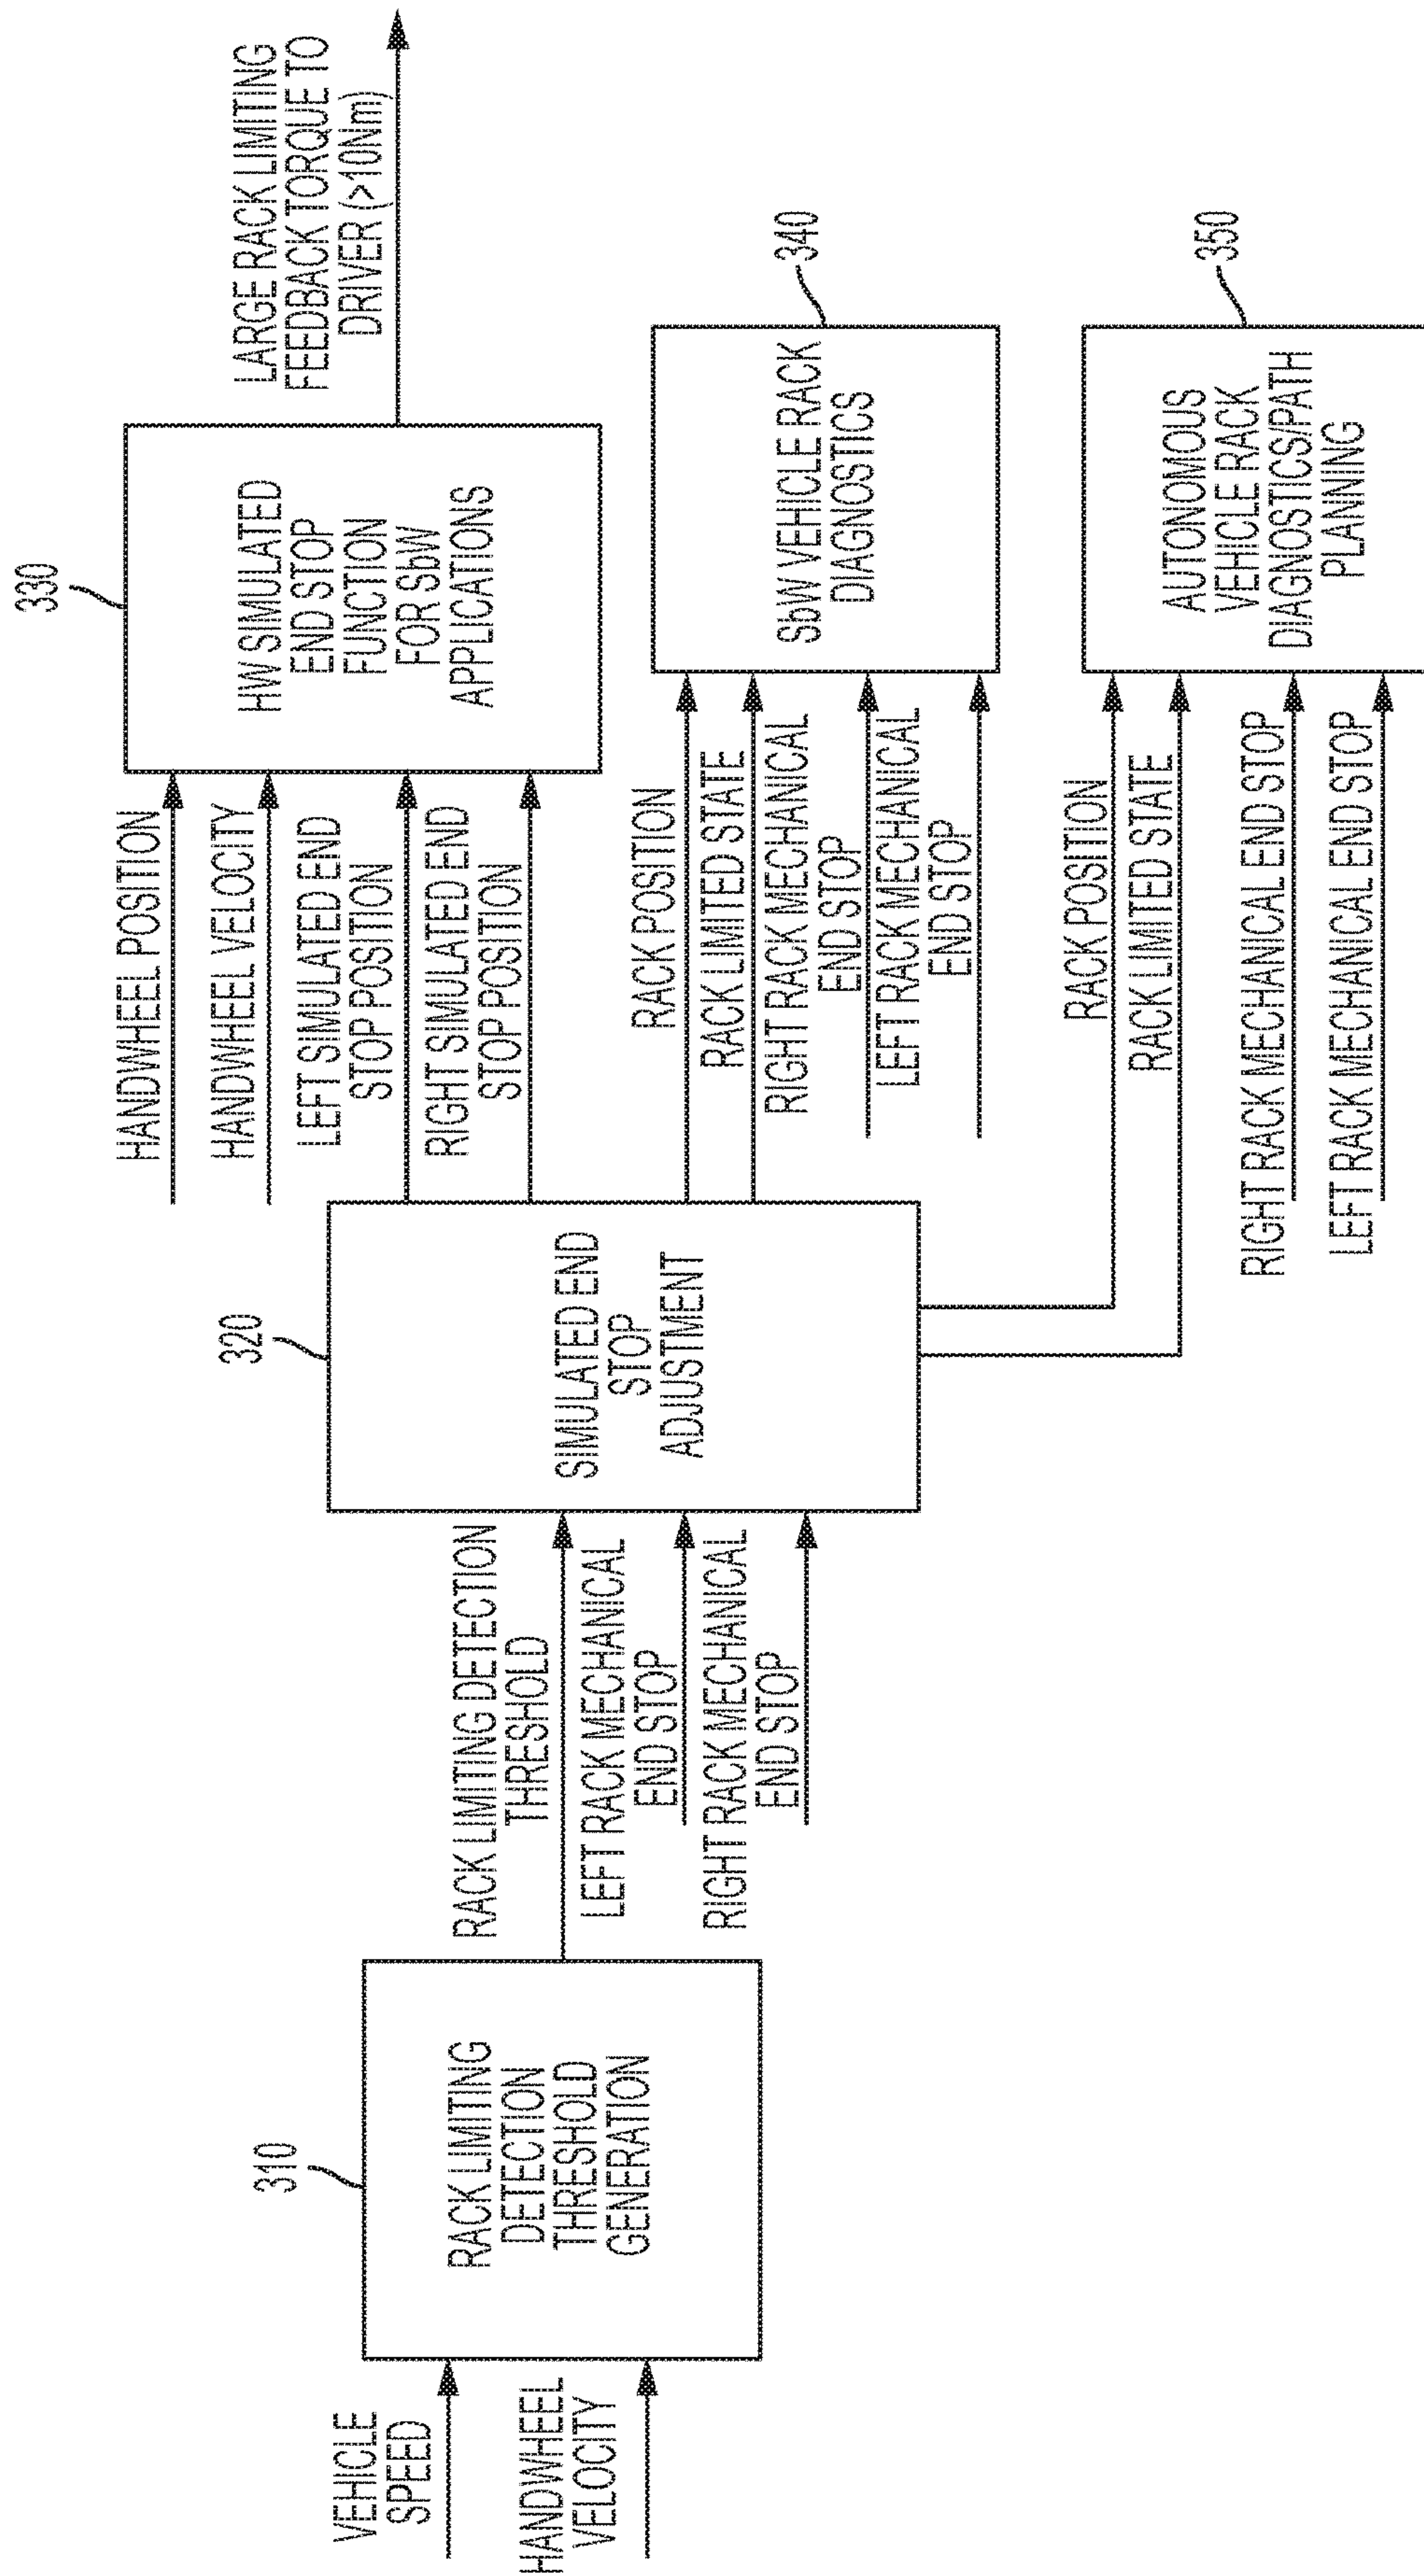 VEHICLE
SPEED
HANDWHEEL
VELOCITY
310
RACK LIMITING
DETECTION
THRESHOLD
GENERATION
RACK LIMITING DETECTION
THRESHOLD
LEFT RACK MECHANICAL
END STOP
RIGHT RACK MECHANICAL
END STOP
320
SIMULATED END
STOP
ADJUSTMENT
HANDWHEEL POSITION
HANDWHEEL VELOCITY
LEFT SIMULATED END
STOP POSITION
RIGHT SIMULATED END
STOP POSITION
330
HW SIMULATED
END STOP
FUNCTION
FOR SbW
APPLICATIONS
LARGE RACK LIMITING
FEEDBACK TORQUE TO
DRIVER (>10Nm)
RACK POSITION
RACK LIMITED STATE
RIGHT RACK MECHANICAL
END STOP
LEFT RACK MECHANICAL
END STOP
340
SbW VEHICLE RACK
DIAGNOSTICS
RACK POSITION
RACK LIMITED STATE
RIGHT RACK MECHANICAL END STOP
LEFT RACK MECHANICAL END STOP
350
AUTONOMOUS
VEHICLE RACK
DIAGNOSTICS/PATH
PLANNING